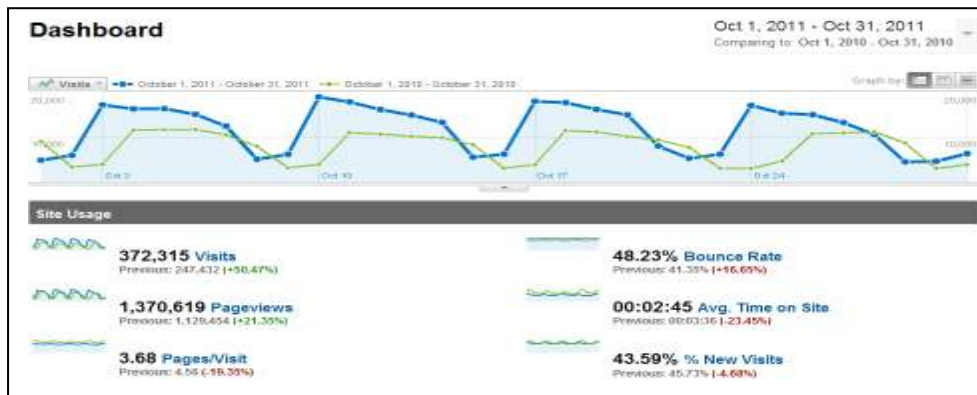 Dashboard
Oct 1, 2011 - Oct 31, 2011
Comparing to: Oct 1, 2010 - Oct 31, 2010
Visits
October 1, 2011 - October 31, 2011
October 1, 2010 - October 31, 2010
Graph by:
20,000
20,000
10,000
Oct 3
Oct 10
Oct 17
Oct 24
Site Usage
372,315 Visits
Previous: 247,432 (+50.47%)
48.23% Bounce Rate
Previous: 41.35% (+16.65%)
1,370,619 Pageviews
Previous: 1,129,454 (+21.35%)
00:02:45 Avg. Time on Site
Previous: 00:03:36 (-23.45%)
3.68 Pages/Visit
Previous: 4.56 (-19.35%)
43.59% % New Visits
Previous: 45.73% (-4.68%)